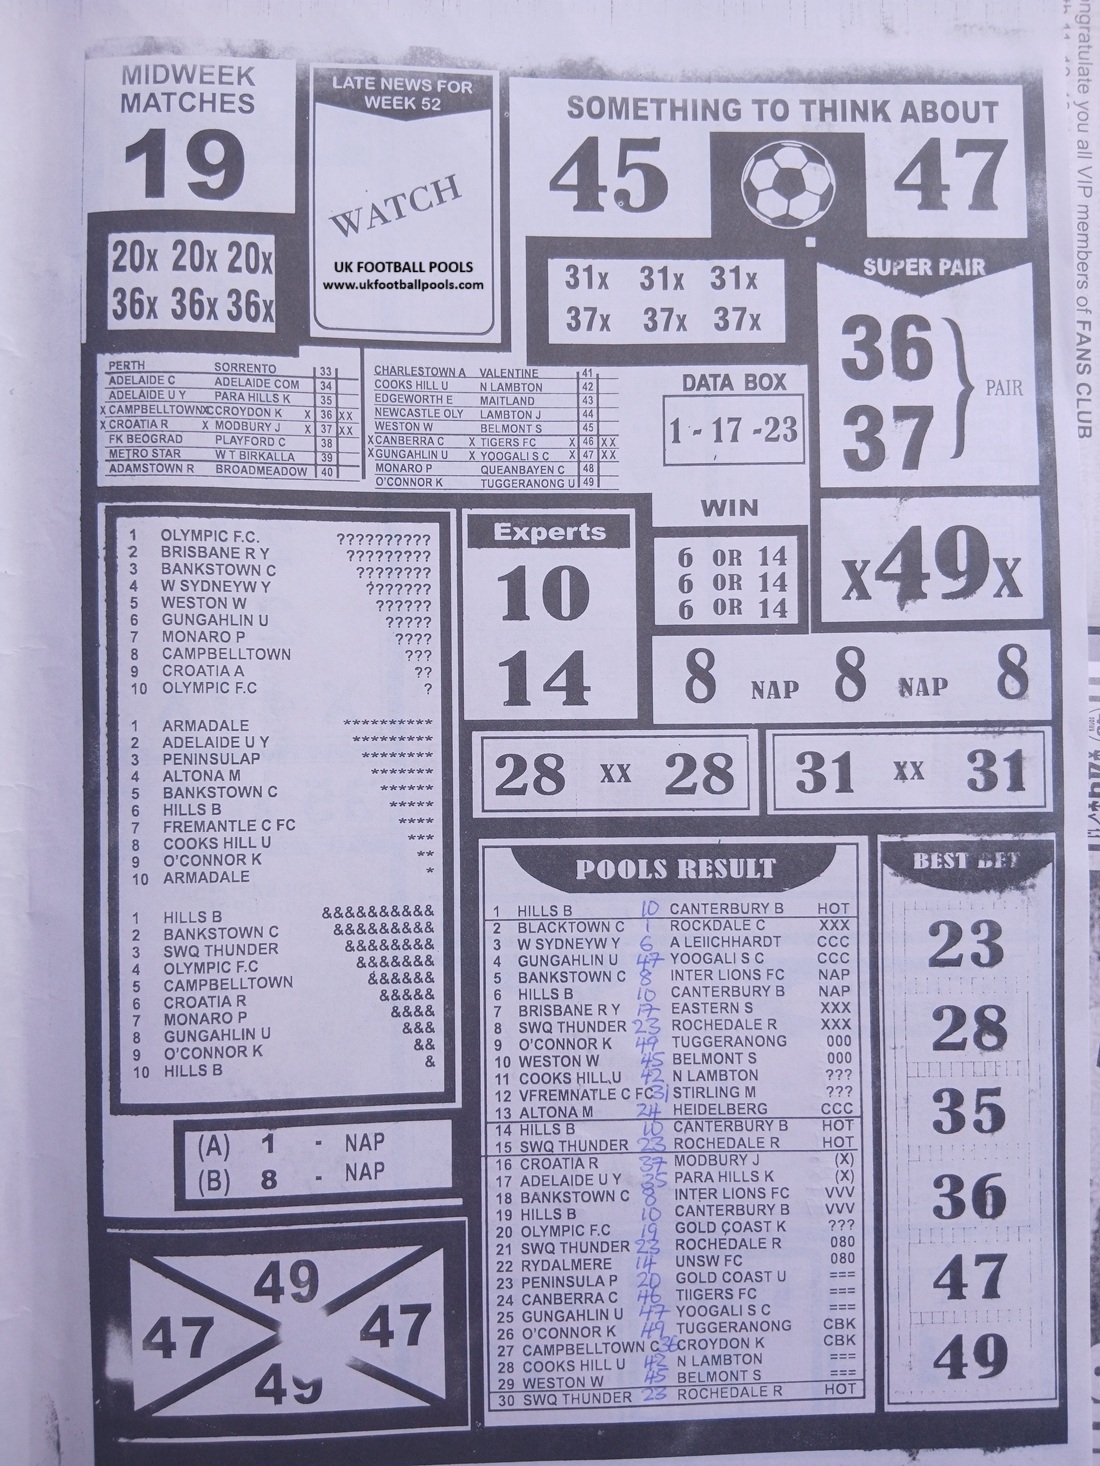 MIDWEEK
MATCHES
19
20x 20x 20x
36x 36x 36x
LATE NEWS FOR
WEEK 52
WATCH
UK FOOTBALL POOLS
www.ukfootballpools.com
SOMETHING TO THINK ABOUT
45 47
31x 31x 31x
37x 37x 37x
SUPER PAIR
36
37
PAIR
ongratulate you all VIP members of FANS CLUB
PERTH SORRENTO 33
ADELAIDE C ADELAIDE COM 34
ADELAIDE U Y PARA HILLS K 35
X CAMPBELLTOWN XC CROYDON K X 36 XX
X CROATIA R X MODBURY J X 37 XX
FK BEOGRAD PLAYFORD C 38
METRO STAR W T BIRKALLA 39
ADAMSTOWN R BROADMEADOW 40
CHARLESTOWN A VALENTINE 41
COOKS HILL U N LAMBTON 42
EDGEWORTH E MAITLAND 43
NEWCASTLE OLY LAMBTON J 44
WESTON W BELMONT S 45
X CANBERRA C X TIGERS FC X 46 XX
X GUNGAHLIN U X YOOGALI S C X 47 XX
MONARO P QUEANBAYEN C 48
O'CONNOR K TUGGERANONG U 49
DATA BOX
1 - 17 -23
WIN
6 OR 14
6 OR 14
6 OR 14
X49X
Experts
10
14
8 NAP 8 NAP 8
28 XX 28
31 XX 31
1 OLYMPIC F.C. ??????????
2 BRISBANE R Y ?????????
3 BANKSTOWN C ????????
4 W SYDNEYW Y ???????
5 WESTON W ??????
6 GUNGAHLIN U ?????
7 MONARO P ????
8 CAMPBELLTOWN ???
9 CROATIA A ??
10 OLYMPIC F.C ?
1 ARMADALE **********
2 ADELAIDE U Y *********
3 PENINSULAP ********
4 ALTONA M *******
5 BANKSTOWN C ******
6 HILLS B *****
7 FREMANTLE C FC ****
8 COOKS HILL U ***
9 O'CONNOR K **
10 ARMADALE *
1 HILLS B &&&&&&&&&&
2 BANKSTOWN C &&&&&&&&&
3 SWQ THUNDER &&&&&&&&
4 OLYMPIC F.C &&&&&&&
5 CAMPBELLTOWN &&&&&&
6 CROATIA R &&&&&
7 MONARO P &&&&
8 GUNGAHLIN U &&&
9 O'CONNOR K &&
10 HILLS B &
(A) 1 - NAP
(B) 8 - NAP
49
47 47
49
POOLS RESULT
1 HILLS B 10 CANTERBURY B HOT
2 BLACKTOWN C 1 ROCKDALE C XXX
3 W SYDNEYW Y 6 A LEIICHHARDT CCC
4 GUNGAHLIN U 47 YOOGALI S C CCC
5 BANKSTOWN C 8 INTER LIONS FC NAP
6 HILLS B 10 CANTERBURY B NAP
7 BRISBANE R Y 17 EASTERN S XXX
8 SWQ THUNDER 23 ROCHEDALE R XXX
9 O'CONNOR K 49 TUGGERANONG 000
10 WESTON W 45 BELMONT S 000
11 COOKS HILL,U 42 N LAMBTON ???
12 VFREMNATLE C FC 31 STIRLING M ???
13 ALTONA M 24 HEIDELBERG CCC
14 HILLS B 10 CANTERBURY B HOT
15 SWQ THUNDER 23 ROCHEDALE R HOT
16 CROATIA R 37 MODBURY J (X)
17 ADELAIDE U Y 35 PARA HILLS K (X)
18 BANKSTOWN C 8 INTER LIONS FC VVV
19 HILLS B 10 CANTERBURY B VVV
20 OLYMPIC F.C 19 GOLD COAST K ???
21 SWQ THUNDER 23 ROCHEDALE R 080
22 RYDALMERE 14 UNSW FC 080
23 PENINSULA P 20 GOLD COAST U ===
24 CANBERRA C 46 TIIGERS FC ===
25 GUNGAHLIN U 47 YOOGALI S C ===
26 O'CONNOR K 49 TUGGERANONG CBK
27 CAMPBELLTOWN C 36 CROYDON K CBK
28 COOKS HILL U 42 N LAMBTON ===
29 WESTON W 45 BELMONT S ===
30 SWQ THUNDER 23 ROCHEDALE R HOT
BEST BET
23
28
35
36
47
49